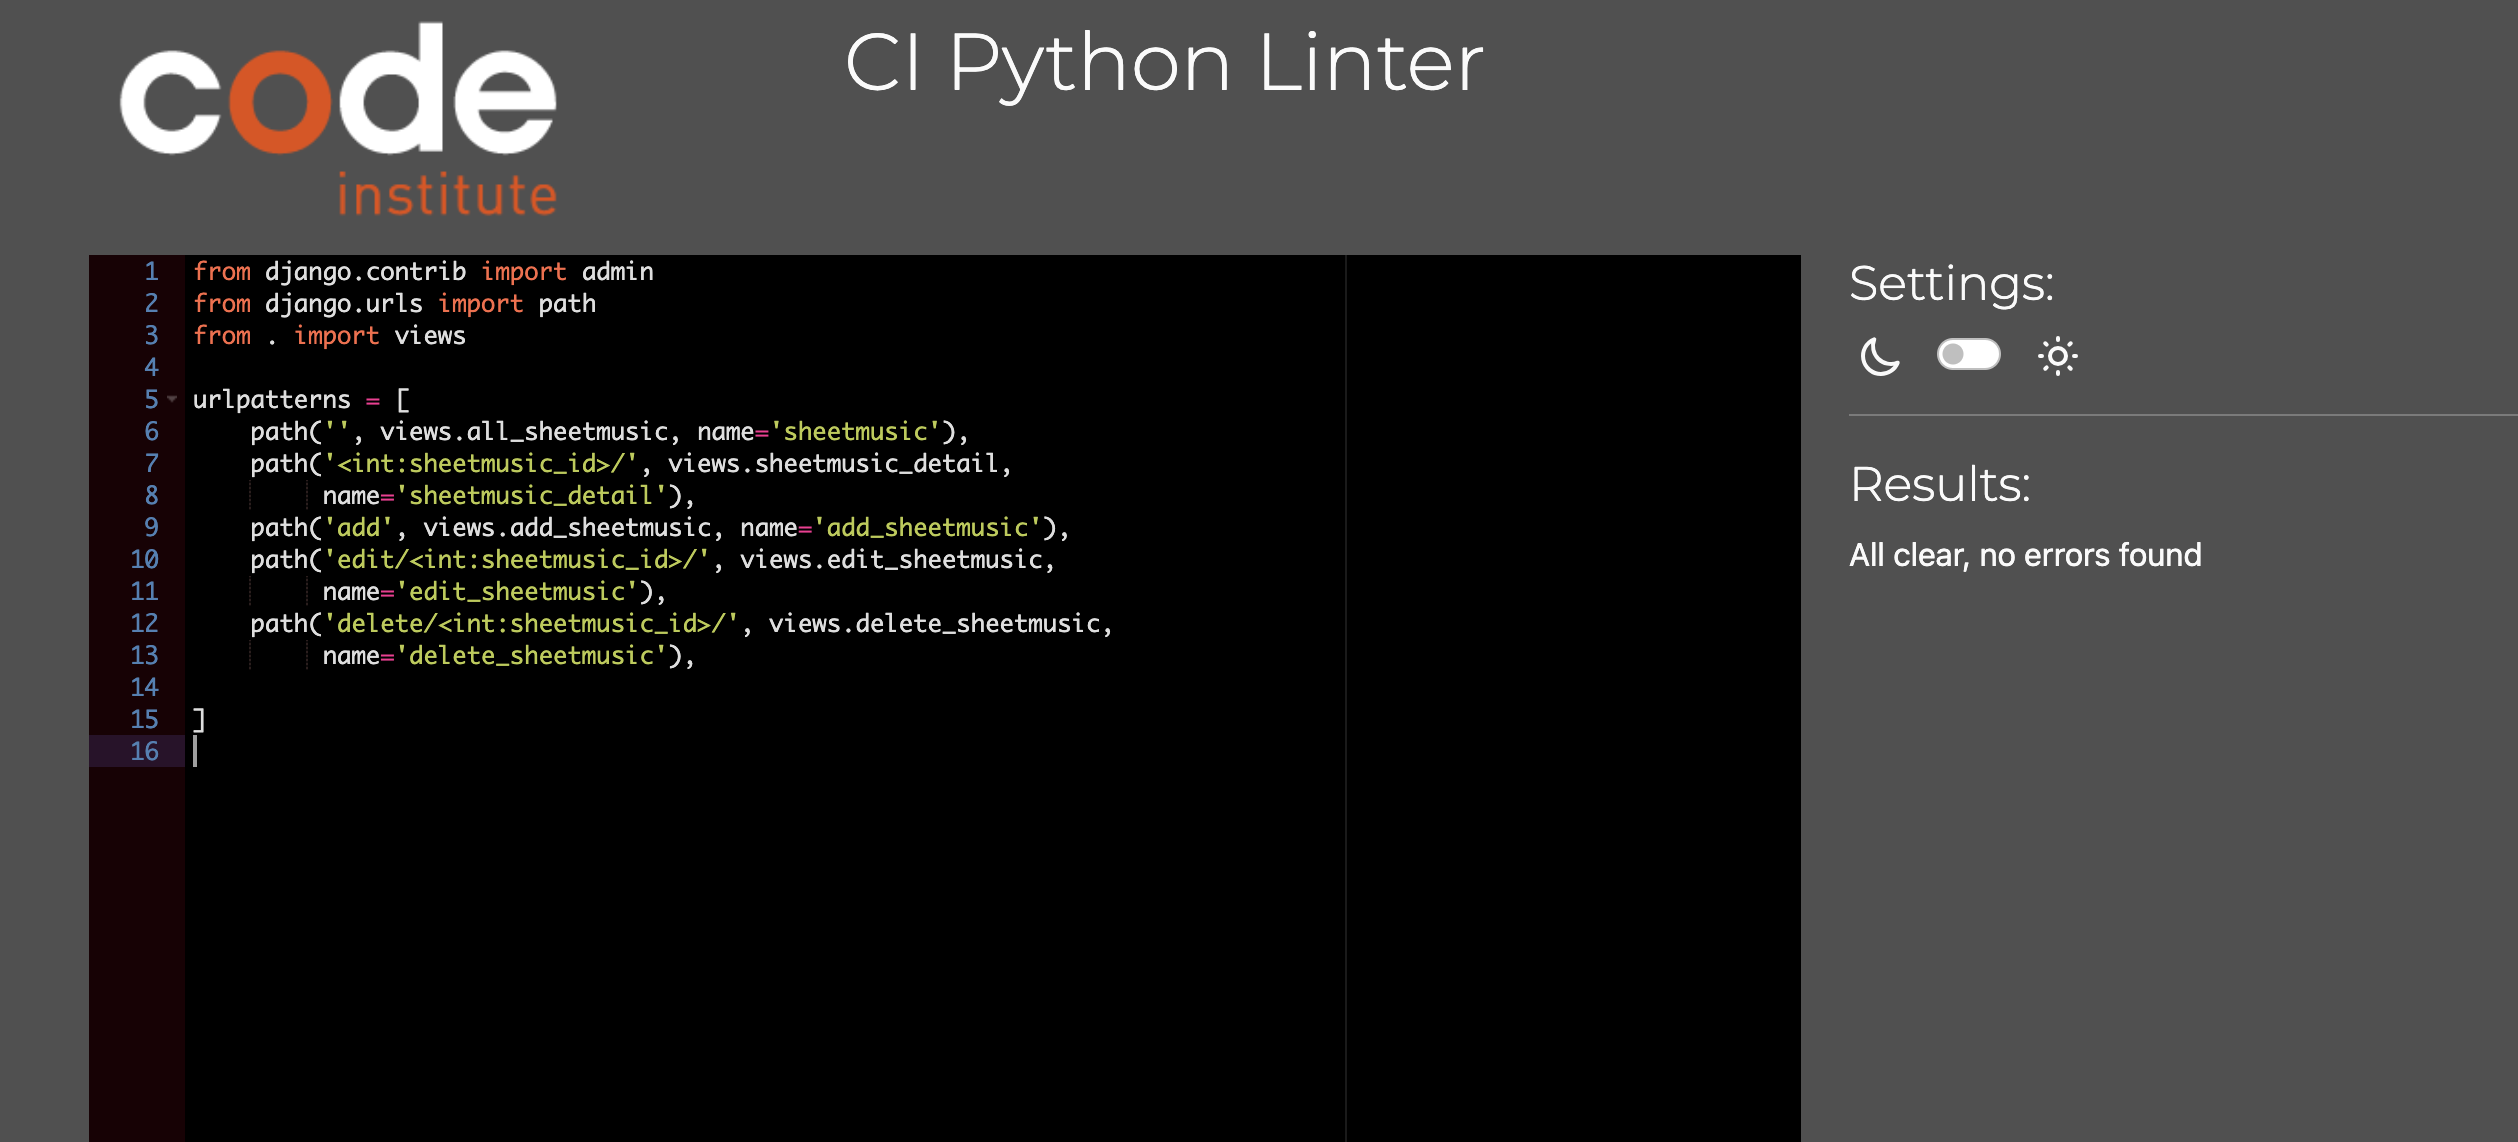 code
institute
CI Python Linter
1 from django.contrib import admin
2 from django.urls import path
3 from . import views
4
5 urlpatterns = [
6     path('', views.all_sheetmusic, name='sheetmusic'),
7     path('<int:sheetmusic_id>/', views.sheetmusic_detail,
8          name='sheetmusic_detail'),
9     path('add', views.add_sheetmusic, name='add_sheetmusic'),
10     path('edit/<int:sheetmusic_id>/', views.edit_sheetmusic,
11          name='edit_sheetmusic'),
12     path('delete/<int:sheetmusic_id>/', views.delete_sheetmusic,
13          name='delete_sheetmusic'),
14
15 ]
16
Settings:
Results:
All clear, no errors found